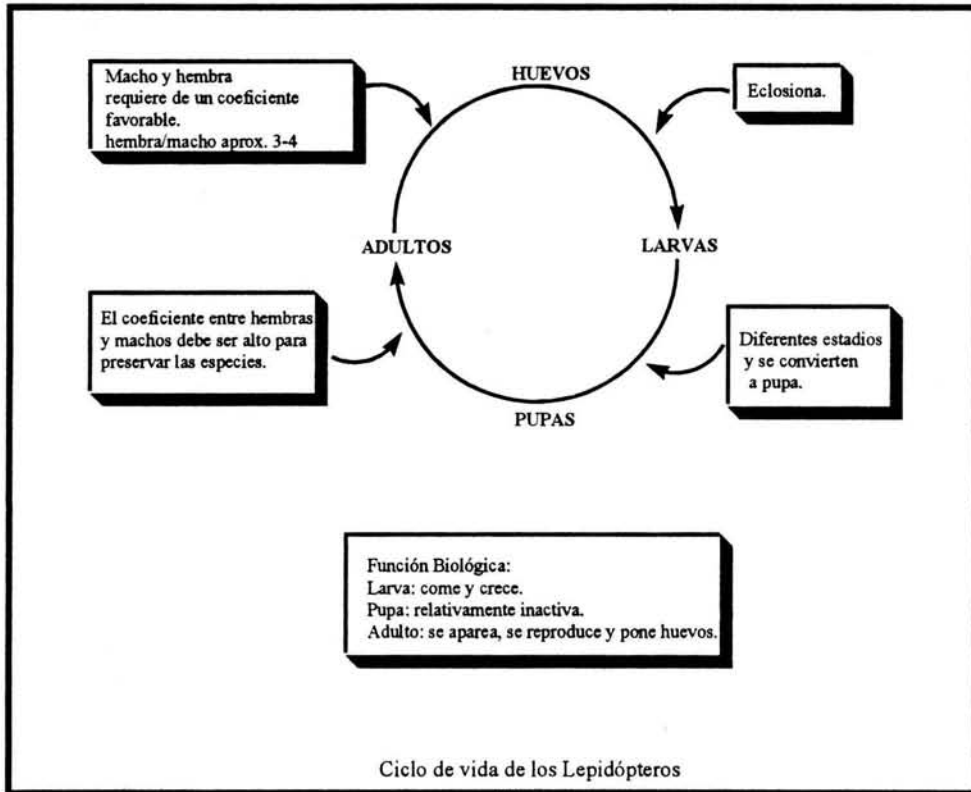 Macho y hembra
requiere de un coeficiente
favorable.
hembra/macho aprox. 3-4
HUEVOS
Eclosiona.
ADULTOS
LARVAS
El coeficiente entre hembras
y machos debe ser alto para
preservar las especies.
Diferentes estadios
y se convierten
a pupa.
PUPAS
Función Biológica:
Larva: come y crece.
Pupa: relativamente inactiva.
Adulto: se aparea, se reproduce y pone huevos.
Ciclo de vida de los Lepidópteros